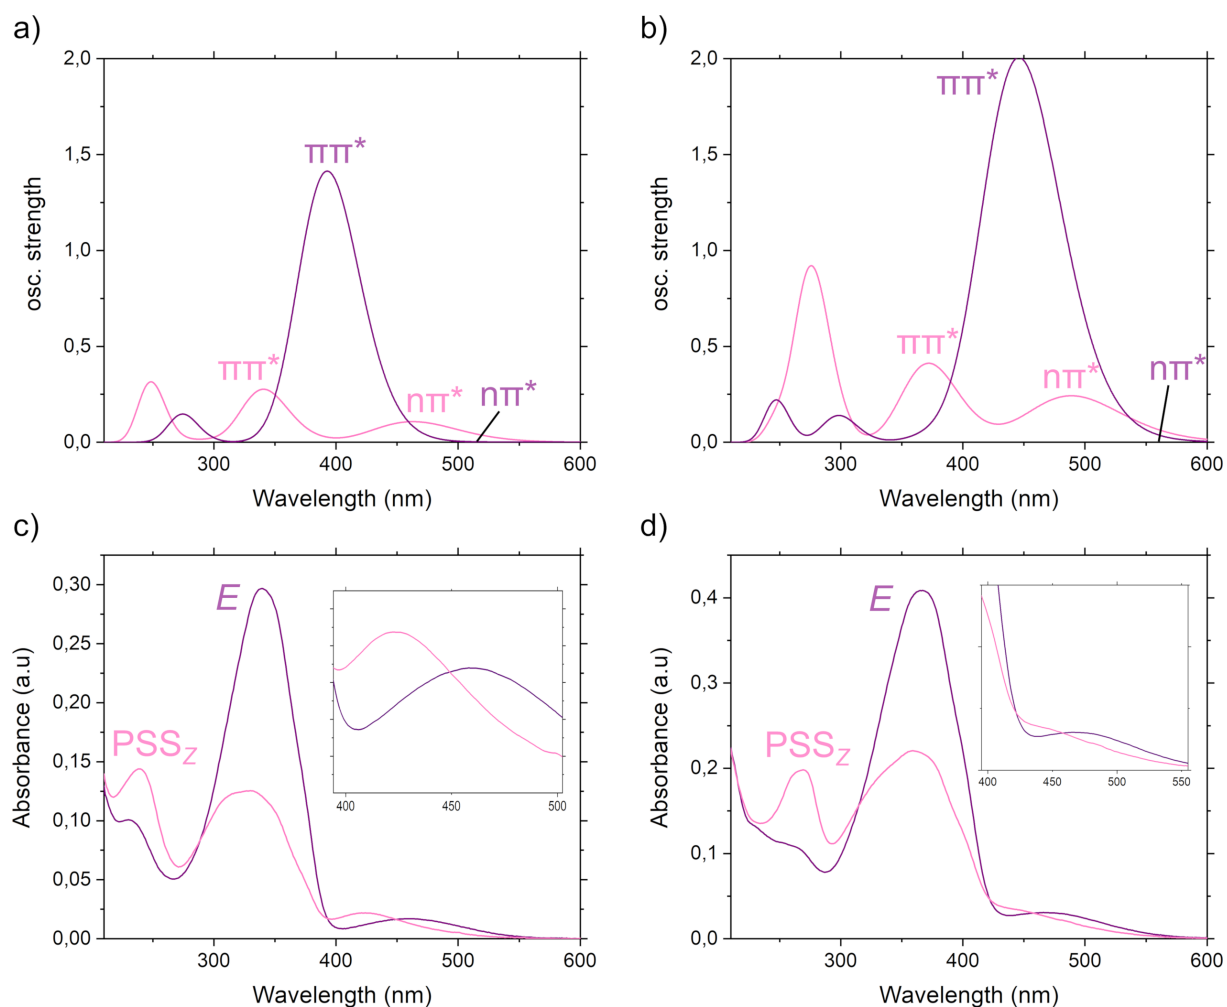 a)
2,0
1,5
1,0
0,5
0,0
osc. strength
ππ*
ππ*
nπ*
nπ*
300 400 500 600
Wavelength (nm)
b)
2,0
1,5
1,0
0,5
0,0
osc. strength
ππ*
ππ*
nπ*
nπ*
300 400 500 600
Wavelength (nm)
c)
0,30
0,25
0,20
0,15
0,10
0,05
0,00
Absorbance (a.u)
E
PSSZ
400 450 500
300 400 500 600
Wavelength (nm)
d)
0,4
0,3
0,2
0,1
0,0
Absorbance (a.u)
E
PSSZ
400 450 500 550
300 400 500 600
Wavelength (nm)